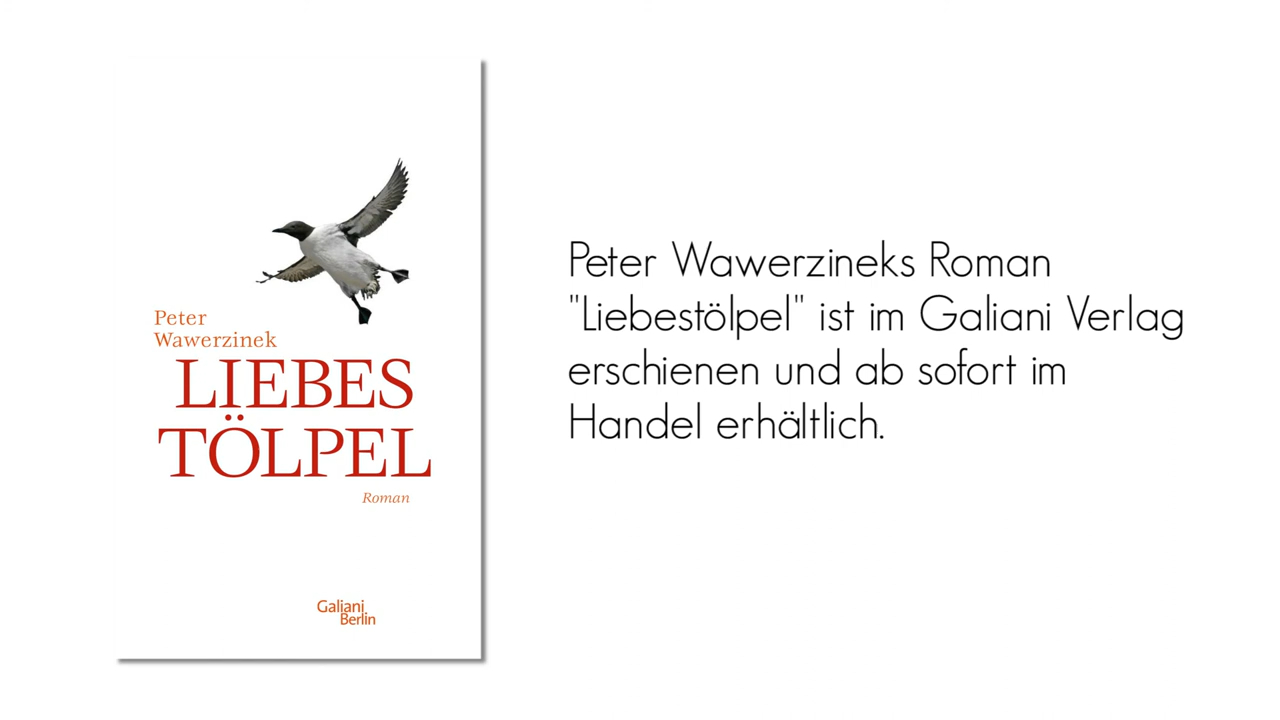 Peter
Wawerzinek
LIEBES
TÖLPEL
Roman
Galiani
Berlin
Peter Wawerzineks Roman
"Liebestölpel" ist im Galiani Verlag
erschienen und ab sofort im
Handel erhältlich.